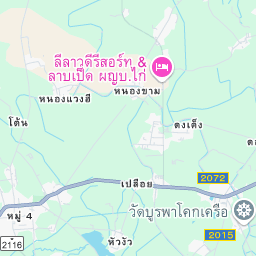 ลีลาวดีรีสอร์ท &
ลาบเป็ด ผญบ.ไก่
หนองแวงฮี
หนองขาม
โต้น
ดงเค็ง
2072
เปลือย
หมู่ 4
วัดบูรพาโคกเครือ
2116
หัวงัว
2015